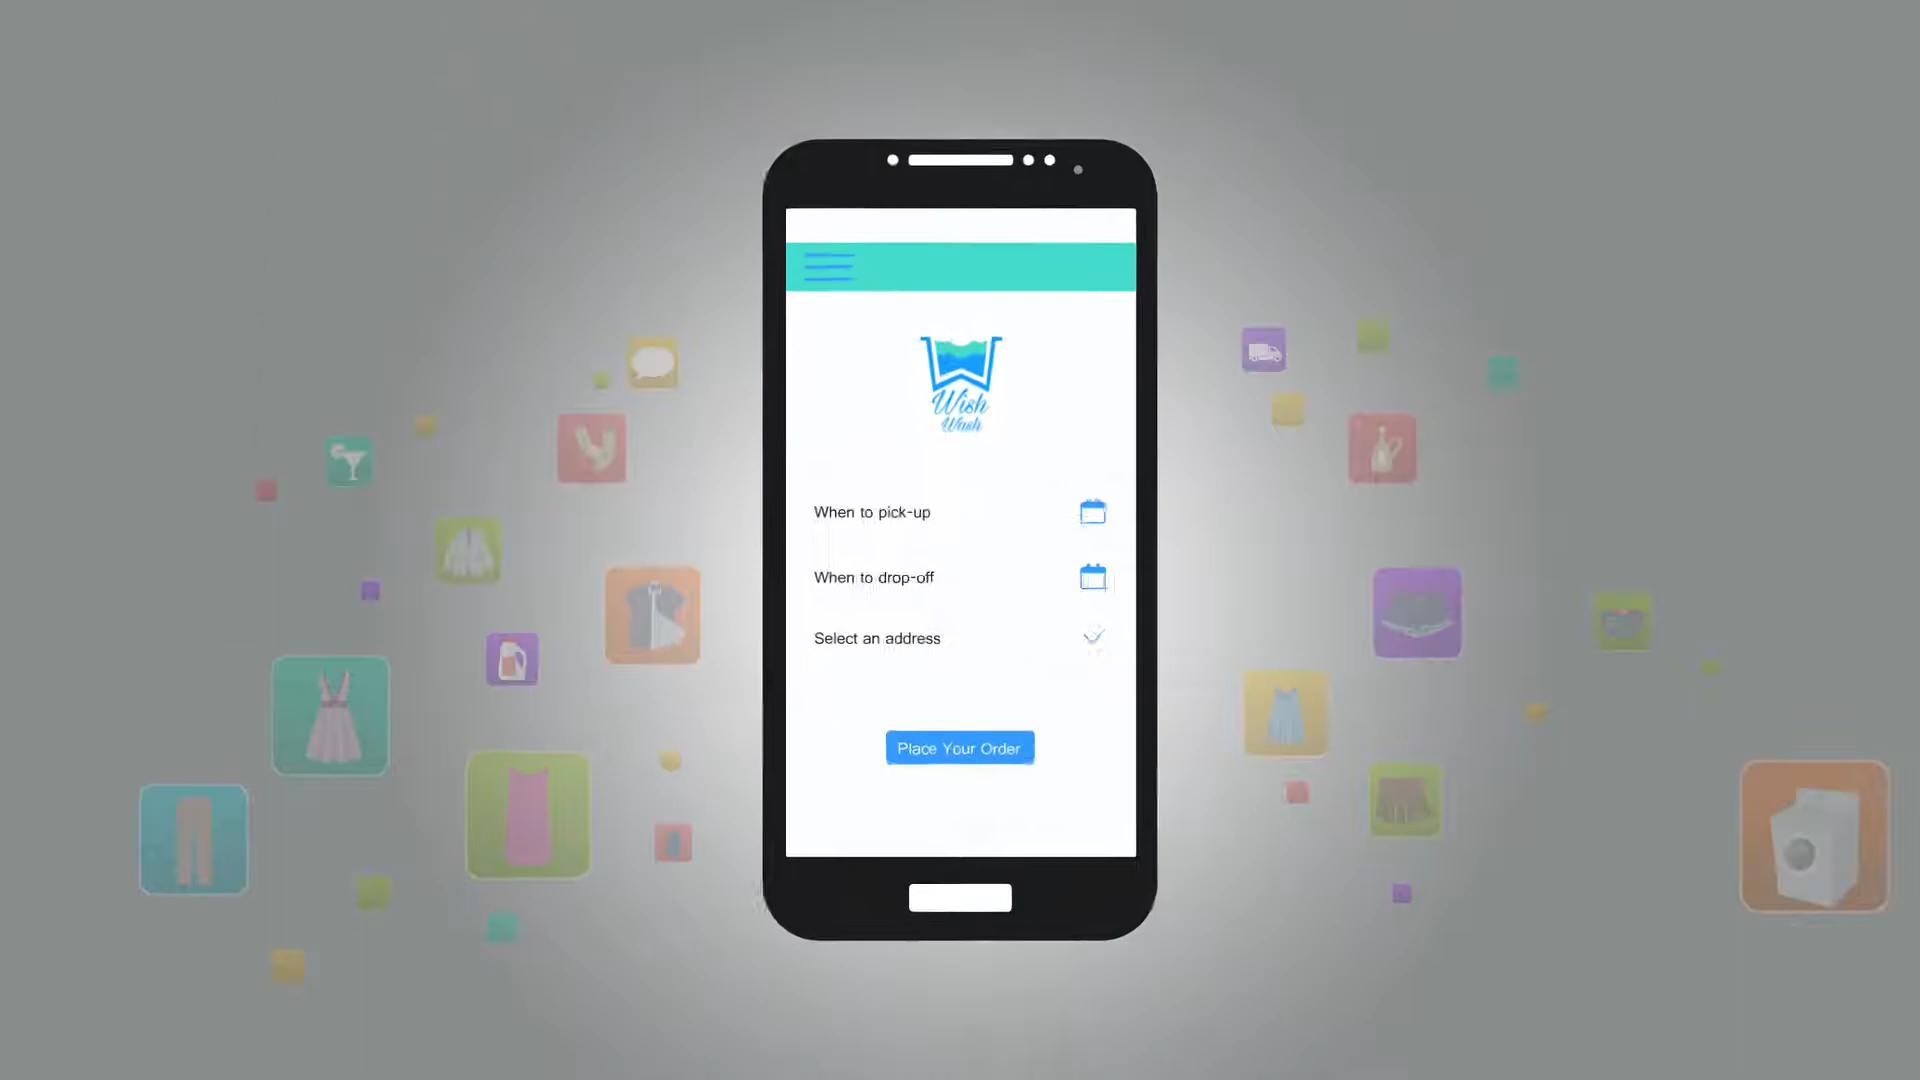 Wish
Wash
When to pick-up
When to drop-off
Select an address
Place Your Order